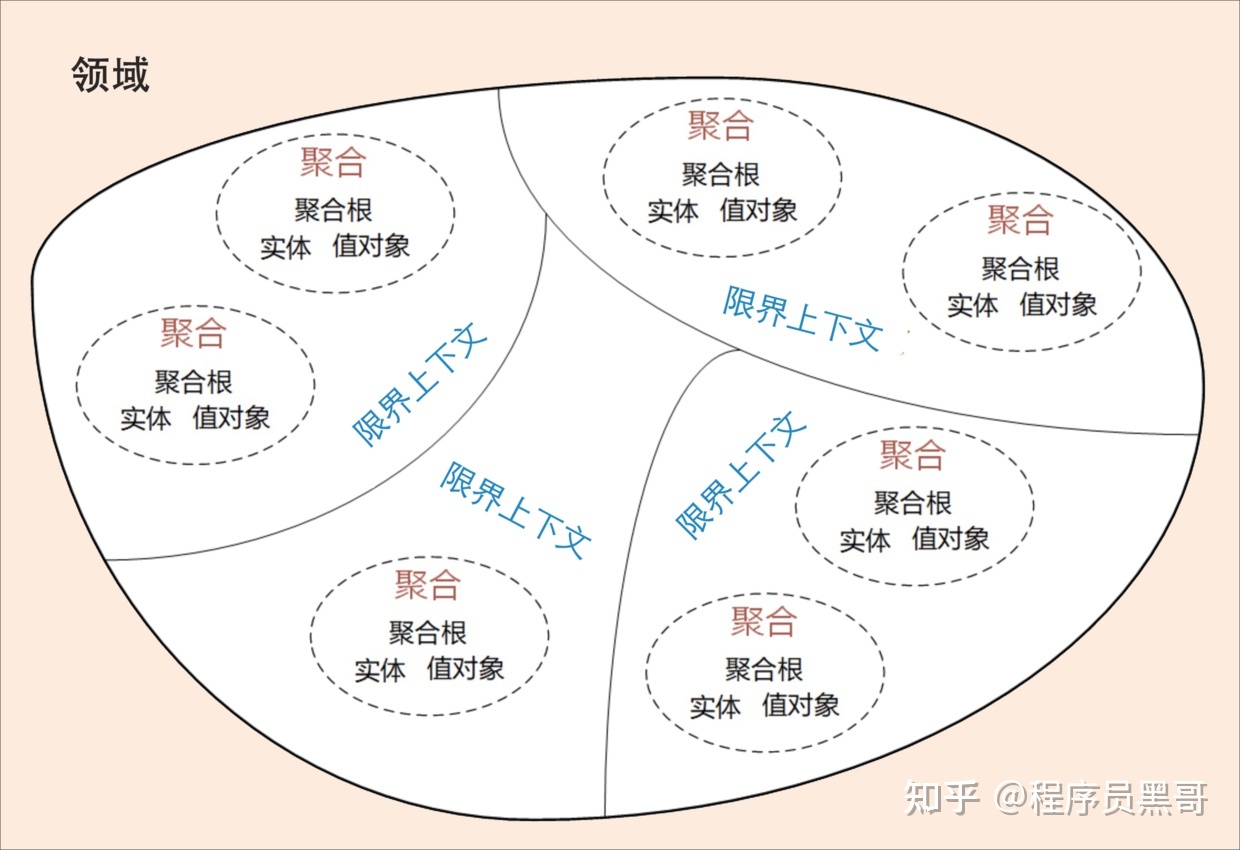 领域
聚合
聚合根
实体 值对象
聚合
聚合根
实体 值对象
限界上下文
聚合
聚合根
实体 值对象
聚合
聚合根
实体 值对象
限界上下文
限界上下文
聚合
聚合根
实体 值对象
限界上下文
聚合
聚合根
实体 值对象
聚合
聚合根
实体 值对象
知乎 @程序员黑哥